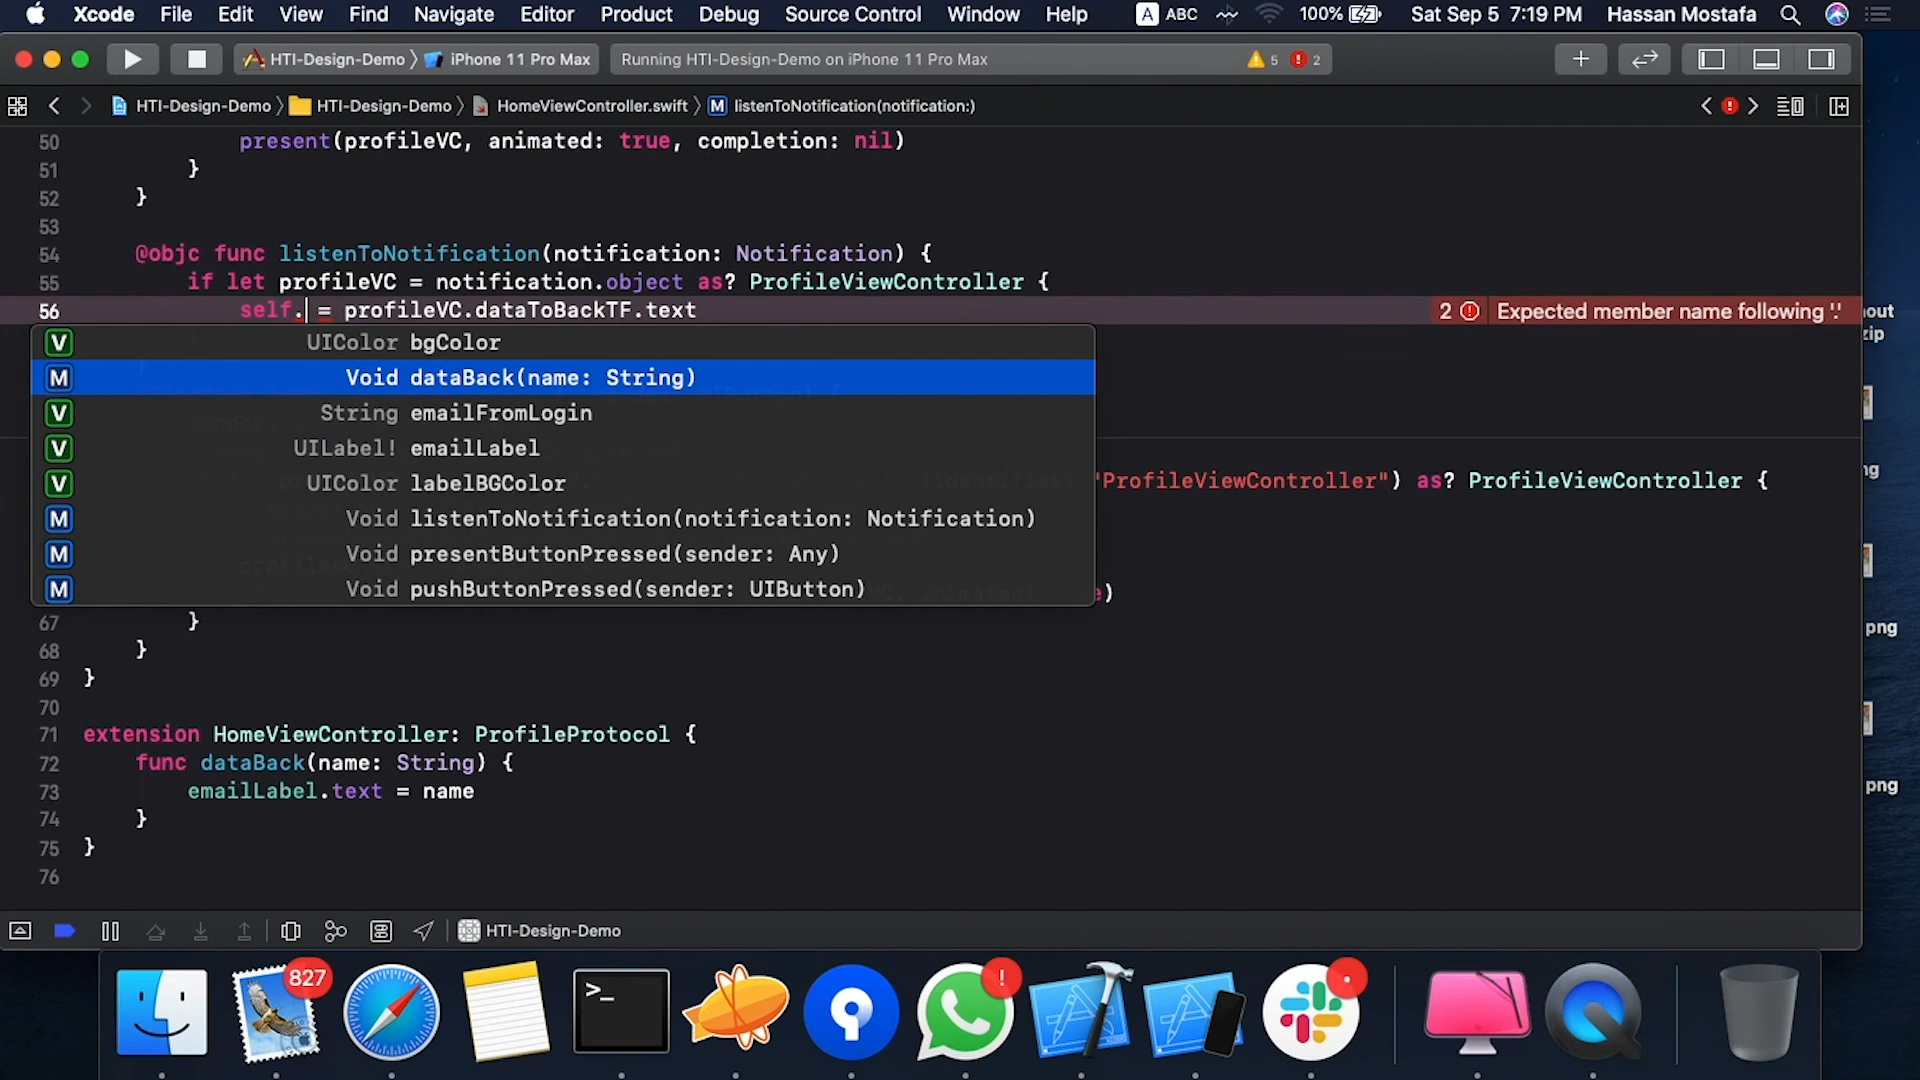 Xcode File Edit View Find Navigate Editor Product Debug Source Control Window Help A ABC 100% Sat Sep 5 7:19 PM Hassan Mostafa
HTI-Design-Demo iPhone 11 Pro Max Running HTI-Design-Demo on iPhone 11 Pro Max 5 2
HTI-Design-Demo HTI-Design-Demo HomeViewController.swift M listenToNotification(notification:)
50 present(profileVC, animated: true, completion: nil)
51 }
52 }
53
54 @objc func listenToNotification(notification: Notification) {
55 if let profileVC = notification.object as? ProfileViewController {
56 self. = profileVC.dataToBackTF.text 2 Expected member name following '.'
V UIColor bgColor
M Void dataBack(name: String)
V String emailFromLogin
V UILabel! emailLabel
V UIColor labelBGColor
"ProfileViewController") as? ProfileViewController {
M Void listenToNotification(notification: Notification)
M Void presentButtonPressed(sender: Any)
M Void pushButtonPressed(sender: UIButton)
67 }
68 }
69 }
70
71 extension HomeViewController: ProfileProtocol {
72 func dataBack(name: String) {
73 emailLabel.text = name
74 }
75 }
76
HTI-Design-Demo
png
png
827